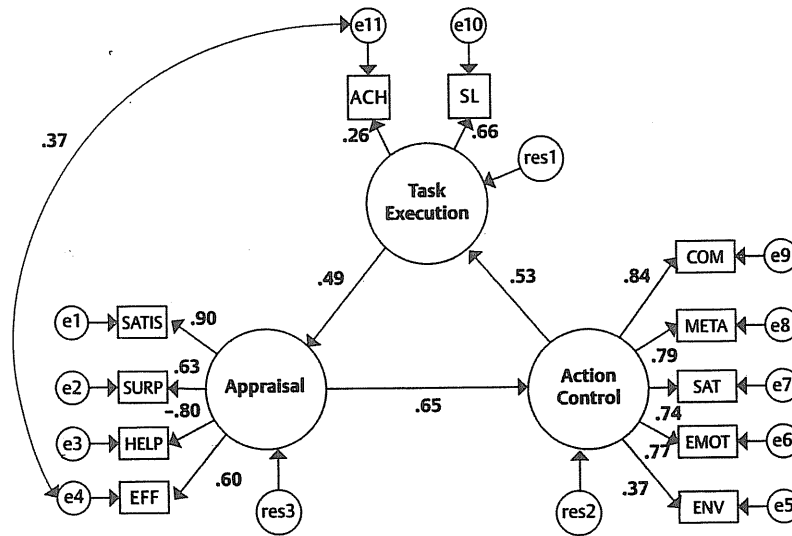 e11
e10
ACH
SL
.37
.26
.66
res1
Task
Execution
.49
.53
.84
COM
e9
e1
SATIS
.90
META
e8
.79
e2
SURP
.63
Appraisal
.65
Action
Control
SAT
e7
.74
-.80
e3
HELP
EMOT
e6
.77
e4
EFF
.60
res3
res2
.37
ENV
e5